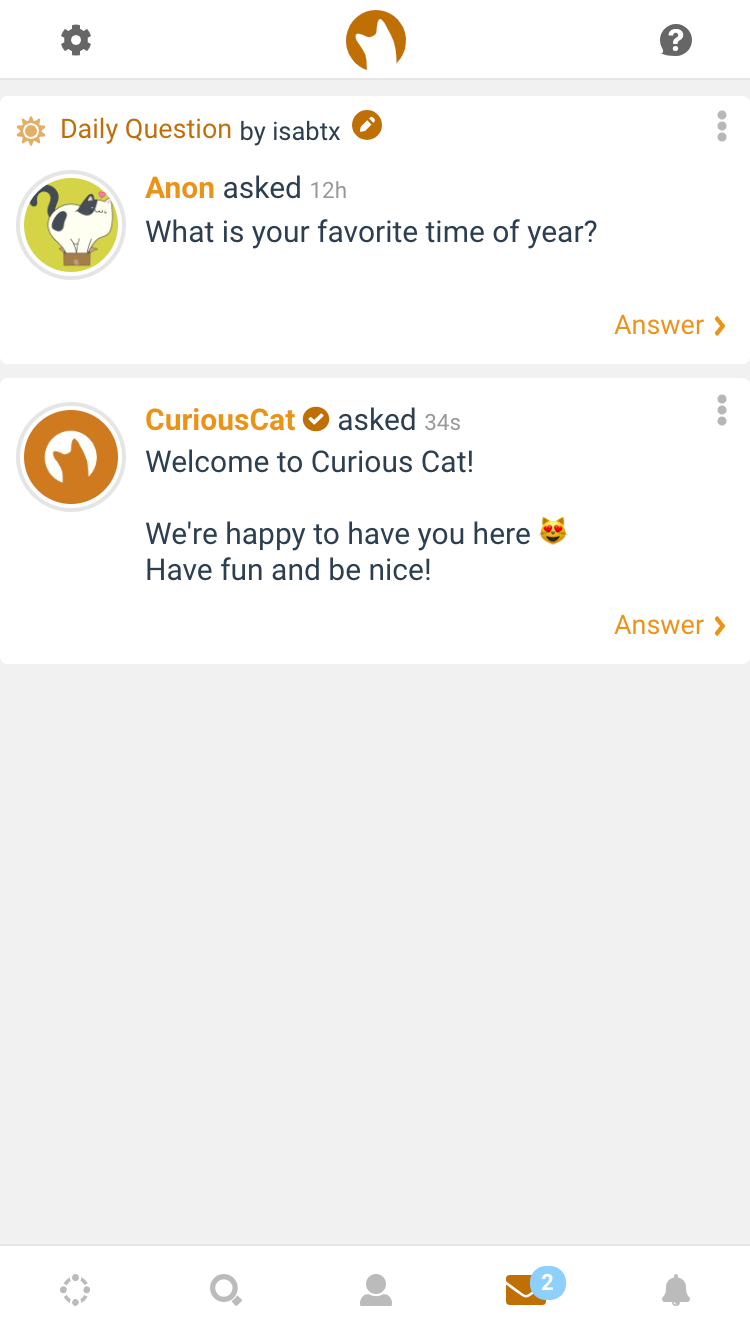 Daily Question by isabtx
Anon asked 12h
What is your favorite time of year?
Answer
CuriousCat asked 34s
Welcome to Curious Cat!
We're happy to have you here 😻
Have fun and be nice!
Answer
2